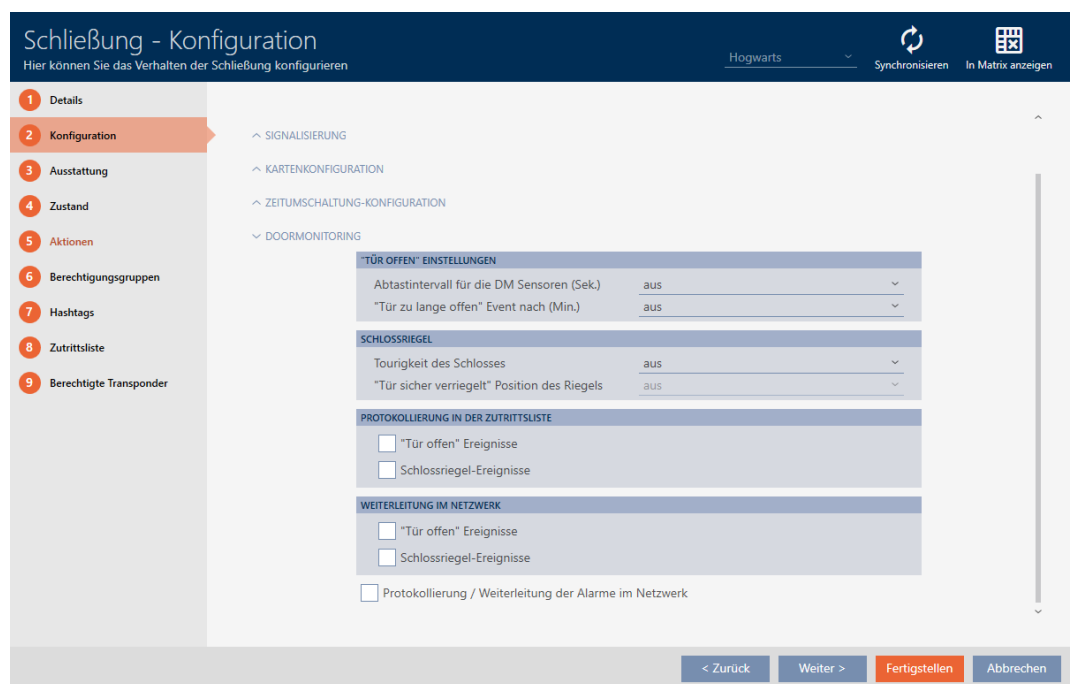 Schließung - Konfiguration
Hier können Sie das Verhalten der Schließung konfigurieren
Hogwarts
Synchronisieren
In Matrix anzeigen
1 Details
2 Konfiguration
3 Ausstattung
4 Zustand
5 Aktionen
6 Berechtigungsgruppen
7 Hashtags
8 Zutrittsliste
9 Berechtigte Transponder
SIGNALISIERUNG
KARTENKONFIGURATION
ZEITUMSCHALTUNG-KONFIGURATION
DOORMONITORING
"TÜR OFFEN" EINSTELLUNGEN
Abtastintervall für die DM Sensoren (Sek.) aus
"Tür zu lange offen" Event nach (Min.) aus
SCHLOSSRIEGEL
Tourigkeit des Schlosses aus
"Tür sicher verriegelt" Position des Riegels aus
PROTOKOLLIERUNG IN DER ZUTRITTSLISTE
"Tür offen" Ereignisse
Schlossriegel-Ereignisse
WEITERLEITUNG IM NETZWERK
"Tür offen" Ereignisse
Schlossriegel-Ereignisse
Protokollierung / Weiterleitung der Alarme im Netzwerk
< Zurück
Weiter >
Fertigstellen
Abbrechen